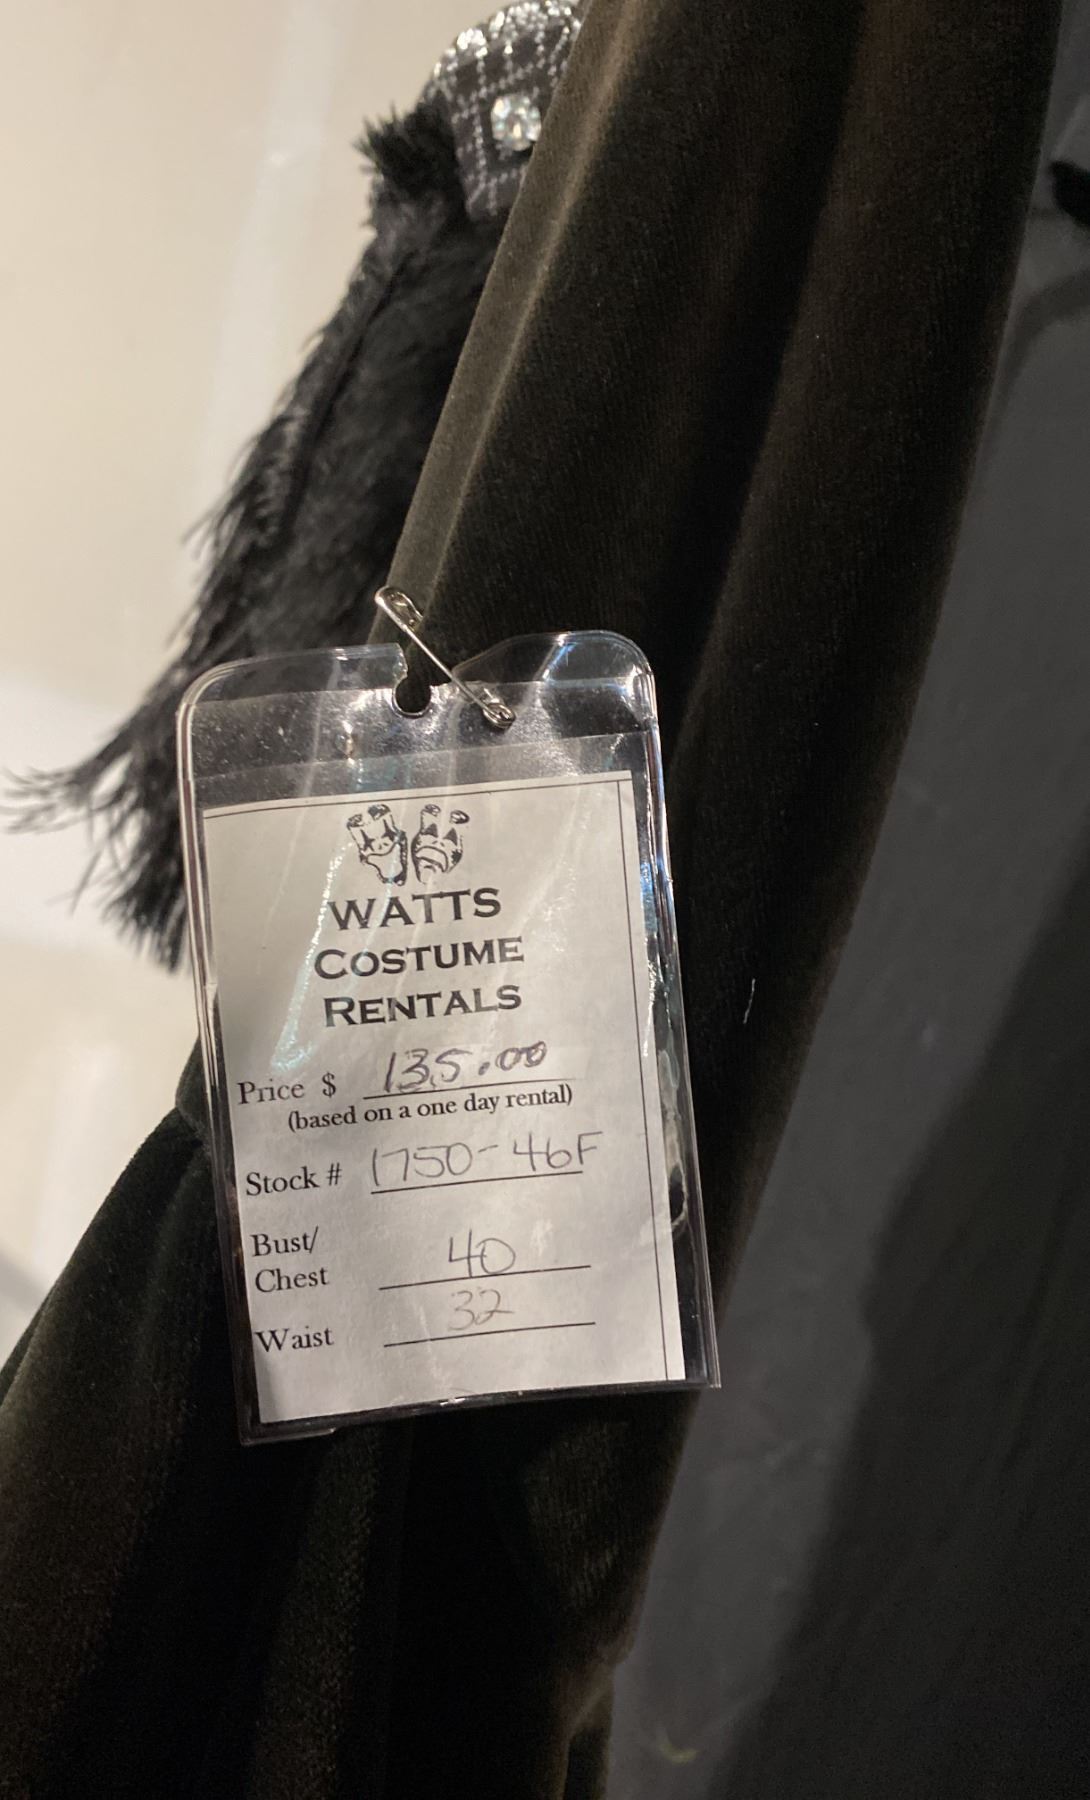 WATTS
COSTUME
RENTALS
Price $ 135.00
(based on a one day rental)
Stock # 1750-46F
Bust/
Chest 40
Waist 32